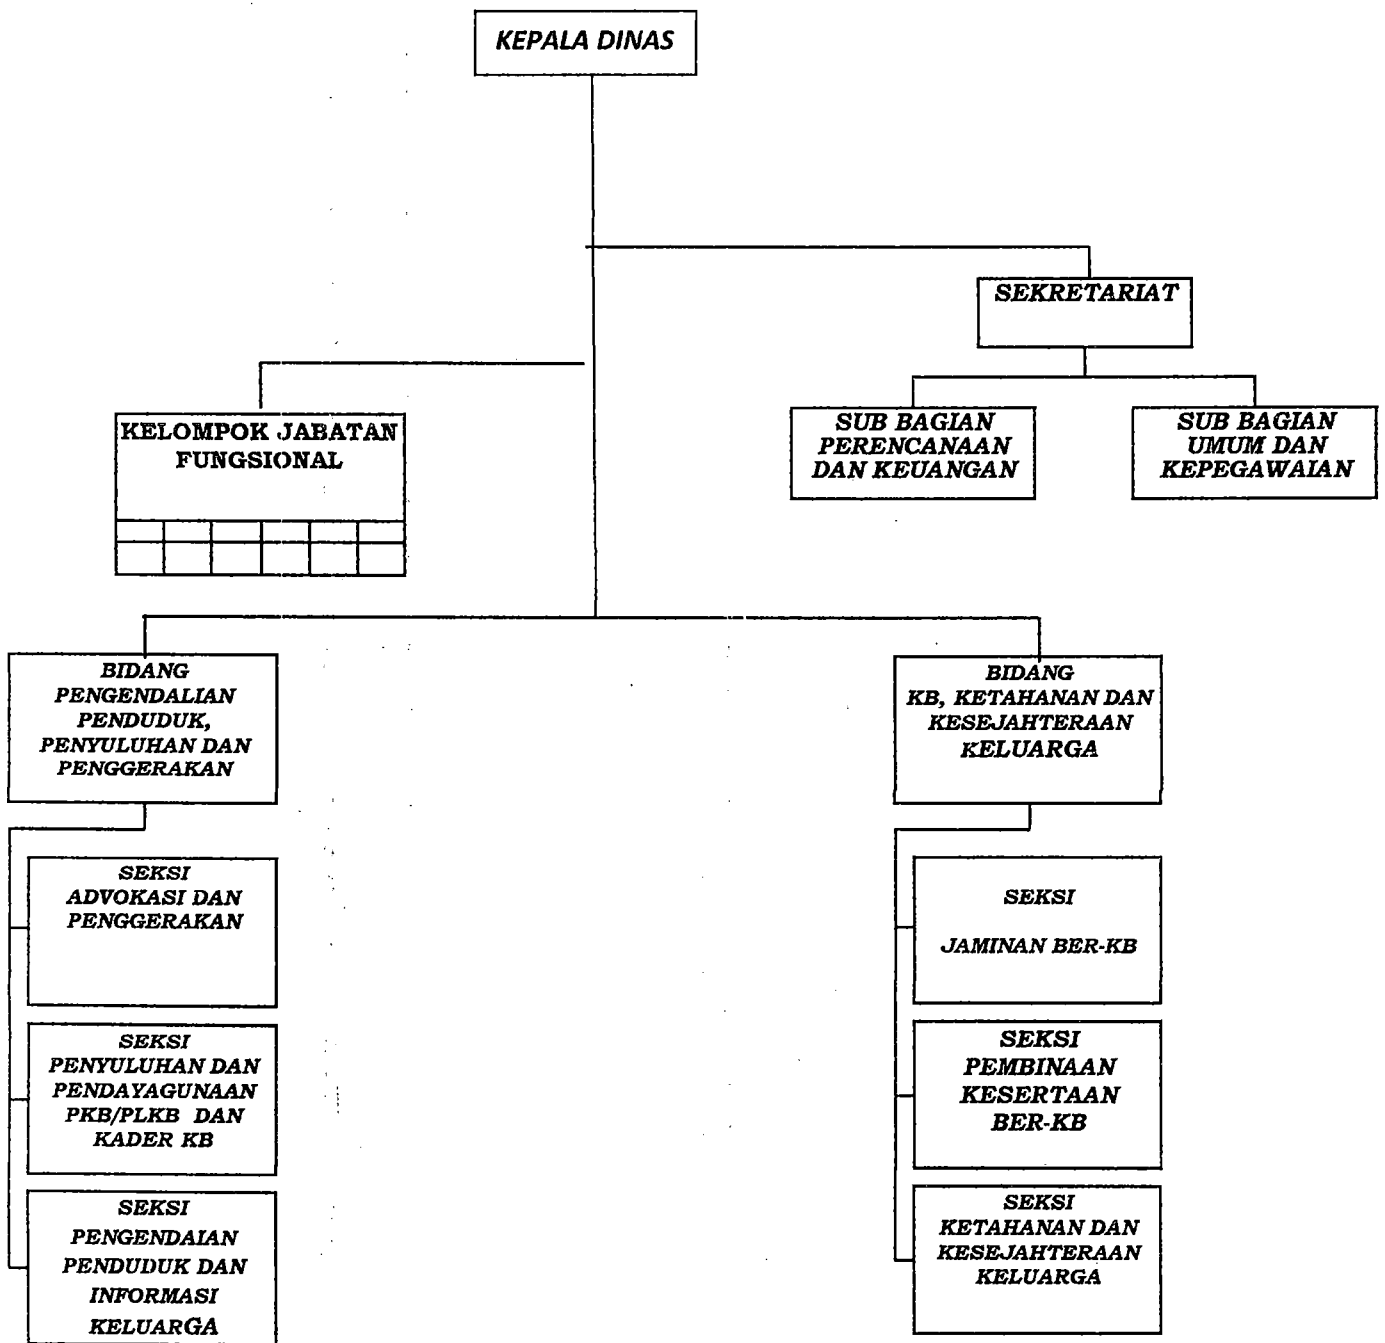 KEPALA DINAS
SEKRETARIAT
KELOMPOK JABATAN
FUNGSIONAL
SUB BAGIAN
PERENCANAAN
DAN KEUANGAN
SUB BAGIAN
UMUM DAN
KEPEGAWAIAN
BIDANG
PENGENDALIAN
PENDUDUK,
PENYULUHAN DAN
PENGGERAKAN
BIDANG
KB, KETAHANAN DAN
KESEJAHTERAAN
KELUARGA
SEKSI
ADVOKASI DAN
PENGGERAKAN
SEKSI
PENYULUHAN DAN
PENDAYAGUNAAN
PKB/PLKB DAN
KADER KB
SEKSI
PENGENDAIAN
PENDUDUK DAN
INFORMASI
KELUARGA
SEKSI
JAMINAN BER-KB
SEKSI
PEMBINAAN
KESERTAAN
BER-KB
SEKSI
KETAHANAN DAN
KESEJAHTERAAN
KELUARGA